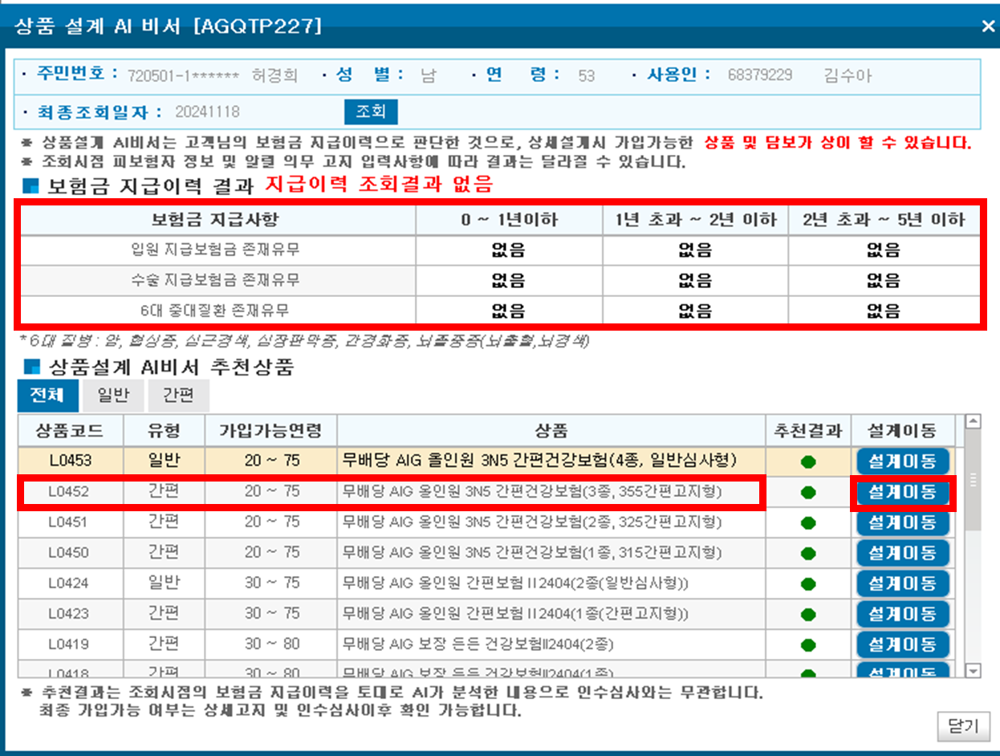 상품 설계 AI 비서 [AGQTP227]
· 주민번호 : 720501-1****** 허경희 · 성 별 : 남 · 연 령 : 53 · 사용인 : 68379229 김수아
· 최종조회일자 : 20241118 조회
※ 상품설계 AI비서는 고객님의 보험금 지급이력으로 판단한 것으로, 상세설계시 가입가능한 상품 및 담보가 상이 할 수 있습니다.
※ 조회시점 피보험자 정보 및 알릴 의무 고지 입력사항에 따라 결과는 달라질 수 있습니다.
보험금 지급이력 결과 지급이력 조회결과 없음
보험금 지급사항 0 ~ 1년이하 1년 초과 ~ 2년 이하 2년 초과 ~ 5년 이하
입원 지급보험금 존재유무 없음 없음 없음
수술 지급보험금 존재유무 없음 없음 없음
6대 중대질환 존재유무 없음 없음 없음
*6대 질병 : 암, 협심증, 심근경색, 심장판막증, 간경화증, 뇌졸중증(뇌출혈,뇌경색)
상품설계 AI비서 추천상품
전체 일반 간편
상품코드 유형 가입가능연령 상품 추천결과 설계이동
L0453 일반 20 ~ 75 무배당 AIG 올인원 3N5 간편건강보험(4종, 일반심사형) 설계이동
L0452 간편 20 ~ 75 무배당 AIG 올인원 3N5 간편건강보험(3종, 355간편고지형) 설계이동
L0451 간편 20 ~ 75 무배당 AIG 올인원 3N5 간편건강보험(2종, 325간편고지형) 설계이동
L0450 간편 20 ~ 75 무배당 AIG 올인원 3N5 간편건강보험(1종, 315간편고지형) 설계이동
L0424 일반 30 ~ 75 무배당 AIG 올인원 간편보험 II2404(2종(일반심사형)) 설계이동
L0423 간편 30 ~ 75 무배당 AIG 올인원 간편보험 II2404(1종(간편고지형)) 설계이동
L0419 간편 30 ~ 80 무배당 AIG 보장 든든 건강보험II2404(2종) 설계이동
L0418 간편 30 ~ 80 무배당 AIG 보장 든든 건강보험II2404(1종) 설계이동
※ 추천결과는 조회시점의 보험금 지급이력을 토대로 AI가 분석한 내용으로 인수심사와는 무관합니다.
최종 가입가능 여부는 상세고지 및 인수심사이후 확인 가능합니다.
닫기